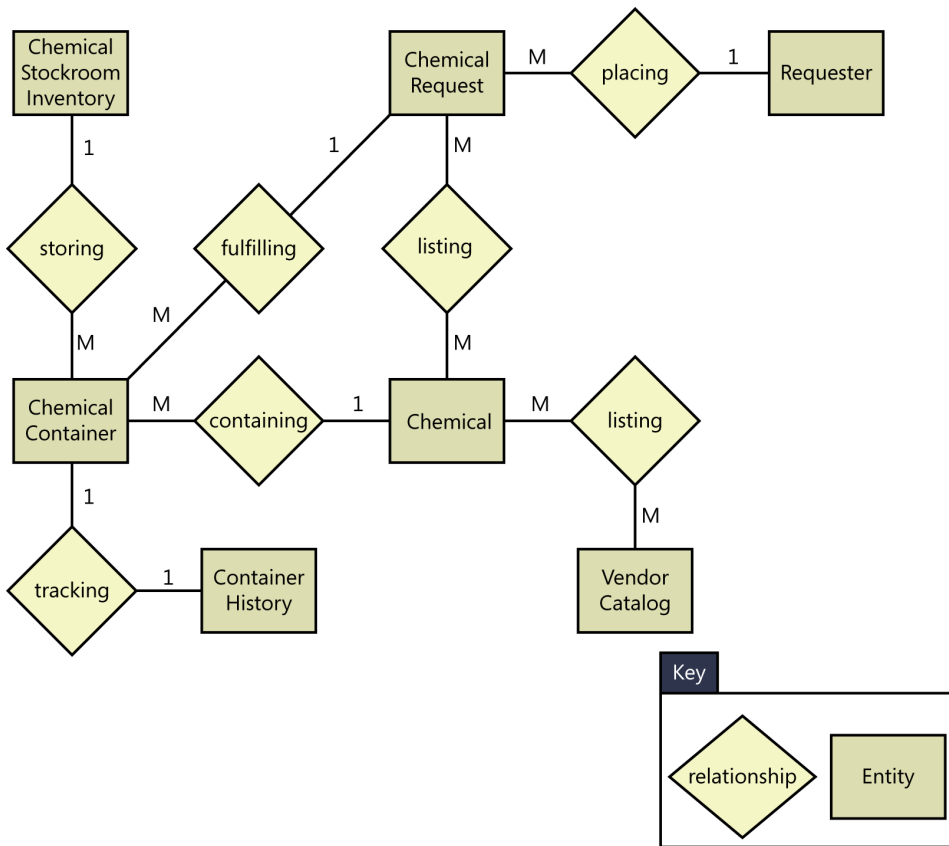 Chemical
Stockroom
Inventory
Chemical
Request
M
placing
1
Requester
1
1
M
storing
fulfilling
listing
M
M
M
Chemical
Container
M
containing
1
Chemical
M
listing
1
M
tracking
1
Container
History
Vendor
Catalog
Key
relationship
Entity